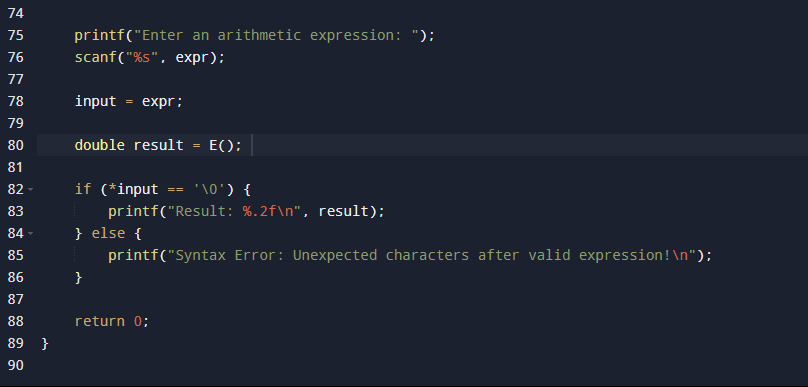 74
75 printf("Enter an arithmetic expression: ");
76 scanf("%s", expr);
77
78 input = expr;
79
80 double result = E();
81
82 if (*input == '\0') {
83 printf("Result: %.2f\n", result);
84 } else {
85 printf("Syntax Error: Unexpected characters after valid expression!\n");
86 }
87
88 return 0;
89 }
90